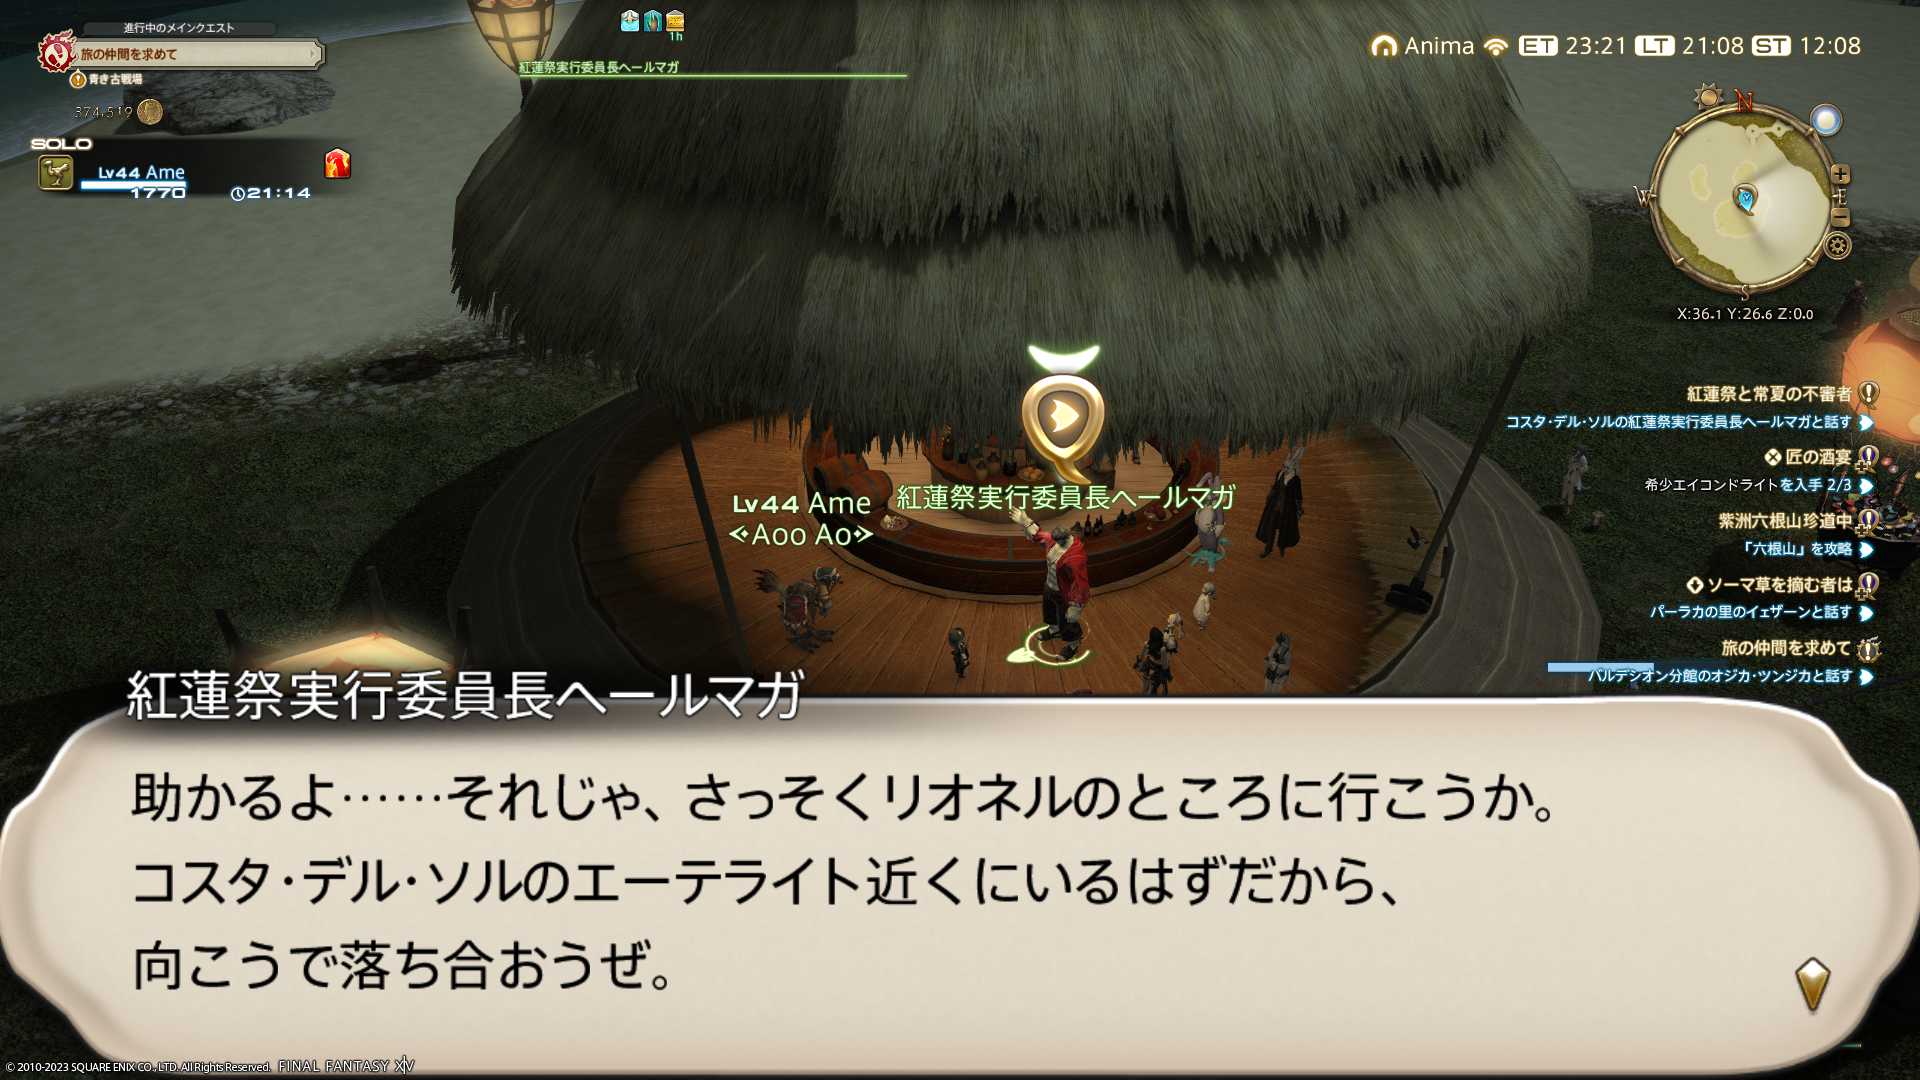 進行中のメインクエスト
旅の仲間を求めて
青き古戦場
374,519
SOLO
Lv44 Ame
1770
21:14
1h
紅蓮祭実行委員長ヘールマガ
Anima ET 23:21 LT 21:08 ST 12:08
N
W
E
S
X:36.1 Y:26.6 Z:0.0
紅蓮祭と常夏の不審者
コスタ・デル・ソルの紅蓮祭実行委員長ヘールマガと話す
匠の酒宴
希少エイコンドライトを入手 2/3
紫洲六根山珍道中
「六根山」を攻略
ソーマ草を摘む者は
パーラカの里のイェザーンと話す
旅の仲間を求めて
バルデシオン分館のオジカ・ツンジカと話す
Lv44 Ame
Aoo Ao
紅蓮祭実行委員長ヘールマガ
紅蓮祭実行委員長ヘールマガ
助かるよ……それじゃ、さっそくリオネルのところに行こうか。
コスタ・デル・ソルのエーテライト近くにいるはずだから、
向こうで落ち合おうぜ。
© 2010-2023 SQUARE ENIX CO., LTD. All Rights Reserved. FINAL FANTASY XIV